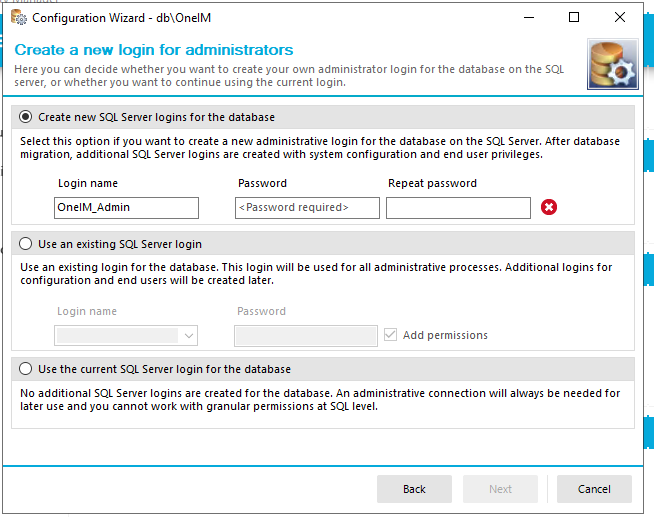 Configuration Wizard - db\OneIM
Create a new login for administrators
Here you can decide whether you want to create your own administrator login for the database on the SQL
server, or whether you want to continue using the current login.
Create new SQL Server logins for the database
Select this option if you want to create a new administrative login for the database on the SQL Server. After database
migration, additional SQL Server logins are created with system configuration and end user privileges.
Login name Password Repeat password
OneIM_Admin <Password required>
Use an existing SQL Server login
Use an existing login for the database. This login will be used for all administrative processes. Additional logins for
configuration and end users will be created later.
Login name Password
Add permissions
Use the current SQL Server login for the database
No additional SQL Server logins are created for the database. An administrative connection will always be needed for
later use and you cannot work with granular permissions at SQL level.
Back Next Cancel